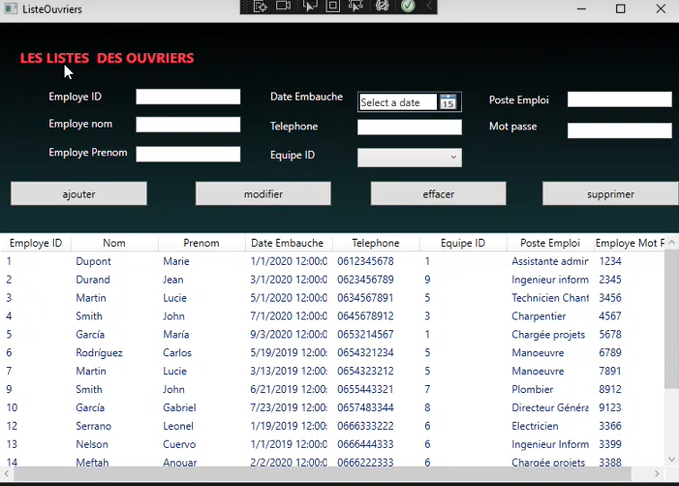 ListeOuvriers
LES LISTES DES OUVRIERS
Employe ID Date Embauche Select a date 15 Poste Emploi
Employe nom Telephone Mot passe
Employe Prenom Equipe ID
ajouter modifier effacer supprimer
Employe ID Nom Prenom Date Embauche Telephone Equipe ID Poste Emploi Employe Mot P
1 Dupont Marie 1/1/2020 12:00:0 0612345678 1 Assistante admir 1234
2 Durand Jean 3/1/2020 12:00:0 0623456789 9 Ingenieur inform 2345
3 Martin Lucie 5/1/2020 12:00:0 0634567891 5 Technicien Chant 3456
4 Smith John 7/1/2020 12:00:0 0645678912 3 Charpentier 4567
5 García María 9/3/2020 12:00:0 0653214567 1 Chargée projets 5678
6 Rodríguez Carlos 5/19/2019 12:00: 0654321234 5 Manoeuvre 6789
7 Martin Lucie 3/13/2019 12:00: 0654323212 5 Manoeuvre 7891
9 Smith John 6/21/2019 12:00: 0655443321 7 Plombier 8912
10 García Gabriel 7/23/2019 12:00: 0657483344 8 Directeur Généra 9123
12 Serrano Leonel 1/19/2019 12:00: 0666333222 6 Electricien 3366
13 Nelson Cuervo 1/1/2019 12:00:0 0666444333 6 Ingenieur Inform 3399
14 Meftah Anouar 2/2/2020 12:00:0 0666222333 6 Chargée projets 3388